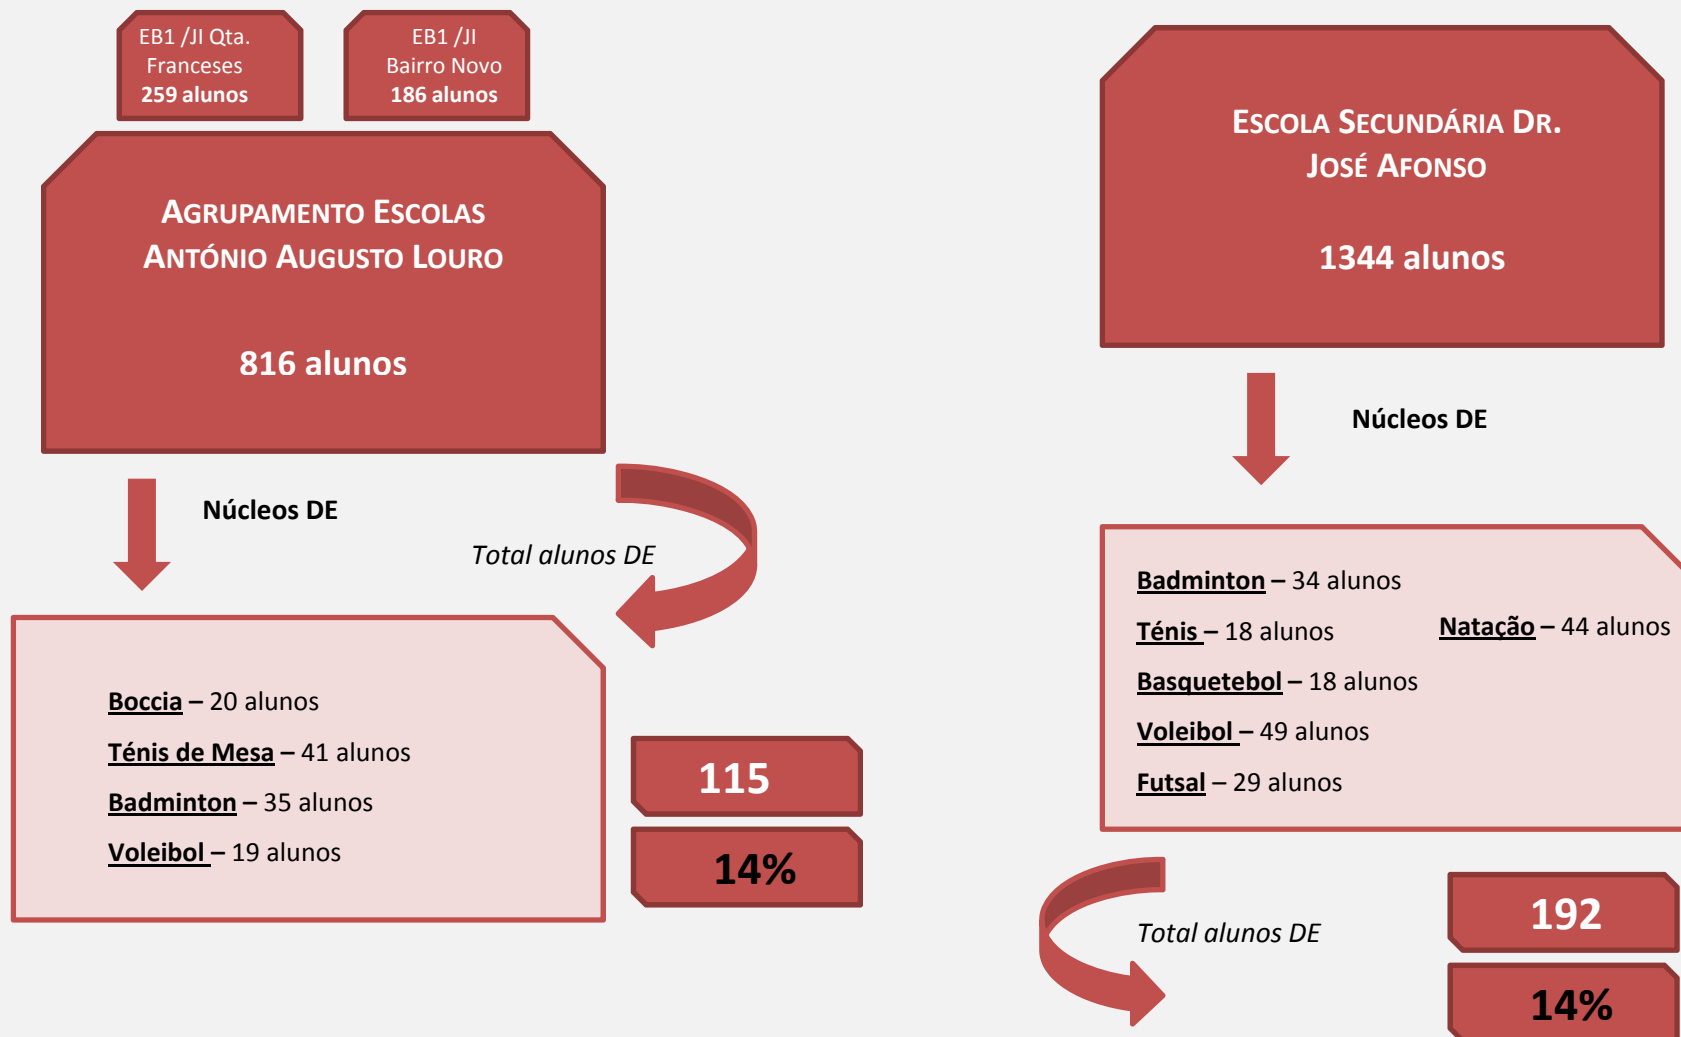 EB1 /JI Qta.
Franceses
259 alunos
EB1 /JI
Bairro Novo
186 alunos
AGRUPAMENTO ESCOLAS
ANTÓNIO AUGUSTO LOURO
816 alunos
Núcleos DE
Total alunos DE
Boccia – 20 alunos
Ténis de Mesa – 41 alunos
Badminton – 35 alunos
Voleibol – 19 alunos
115
14%
ESCOLA SECUNDÁRIA DR.
JOSÉ AFONSO
1344 alunos
Núcleos DE
Badminton – 34 alunos
Ténis – 18 alunos
Natação – 44 alunos
Basquetebol – 18 alunos
Voleibol – 49 alunos
Futsal – 29 alunos
Total alunos DE
192
14%